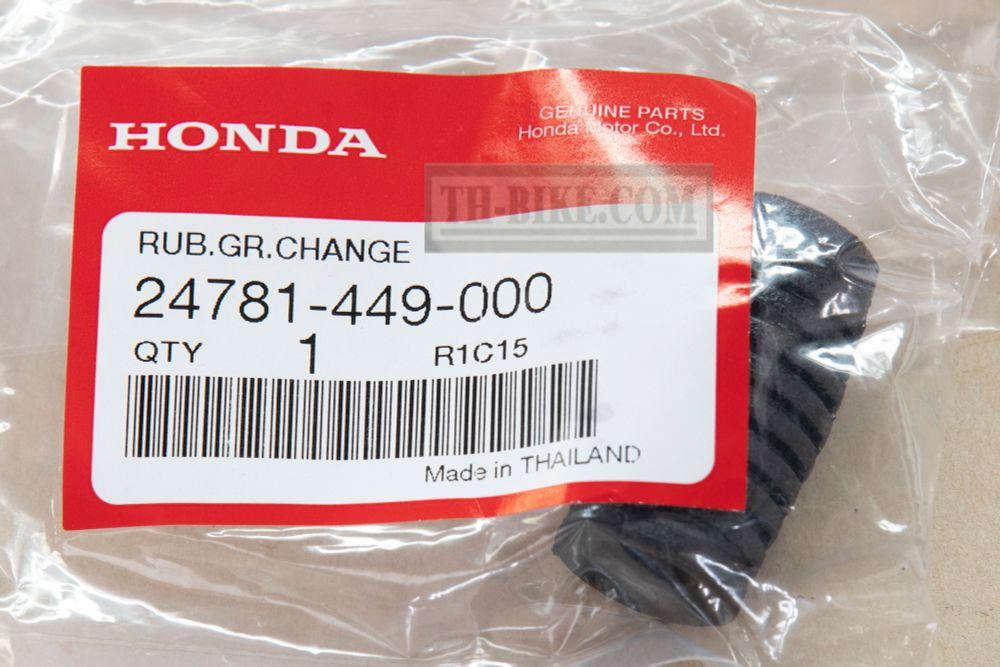 HONDA
GENUINE PARTS
Honda Motor Co., Ltd.
TH-BIKE.COM
RUB.GR.CHANGE
24781-449-000
QTY 1 R1C15
Made in THAILAND